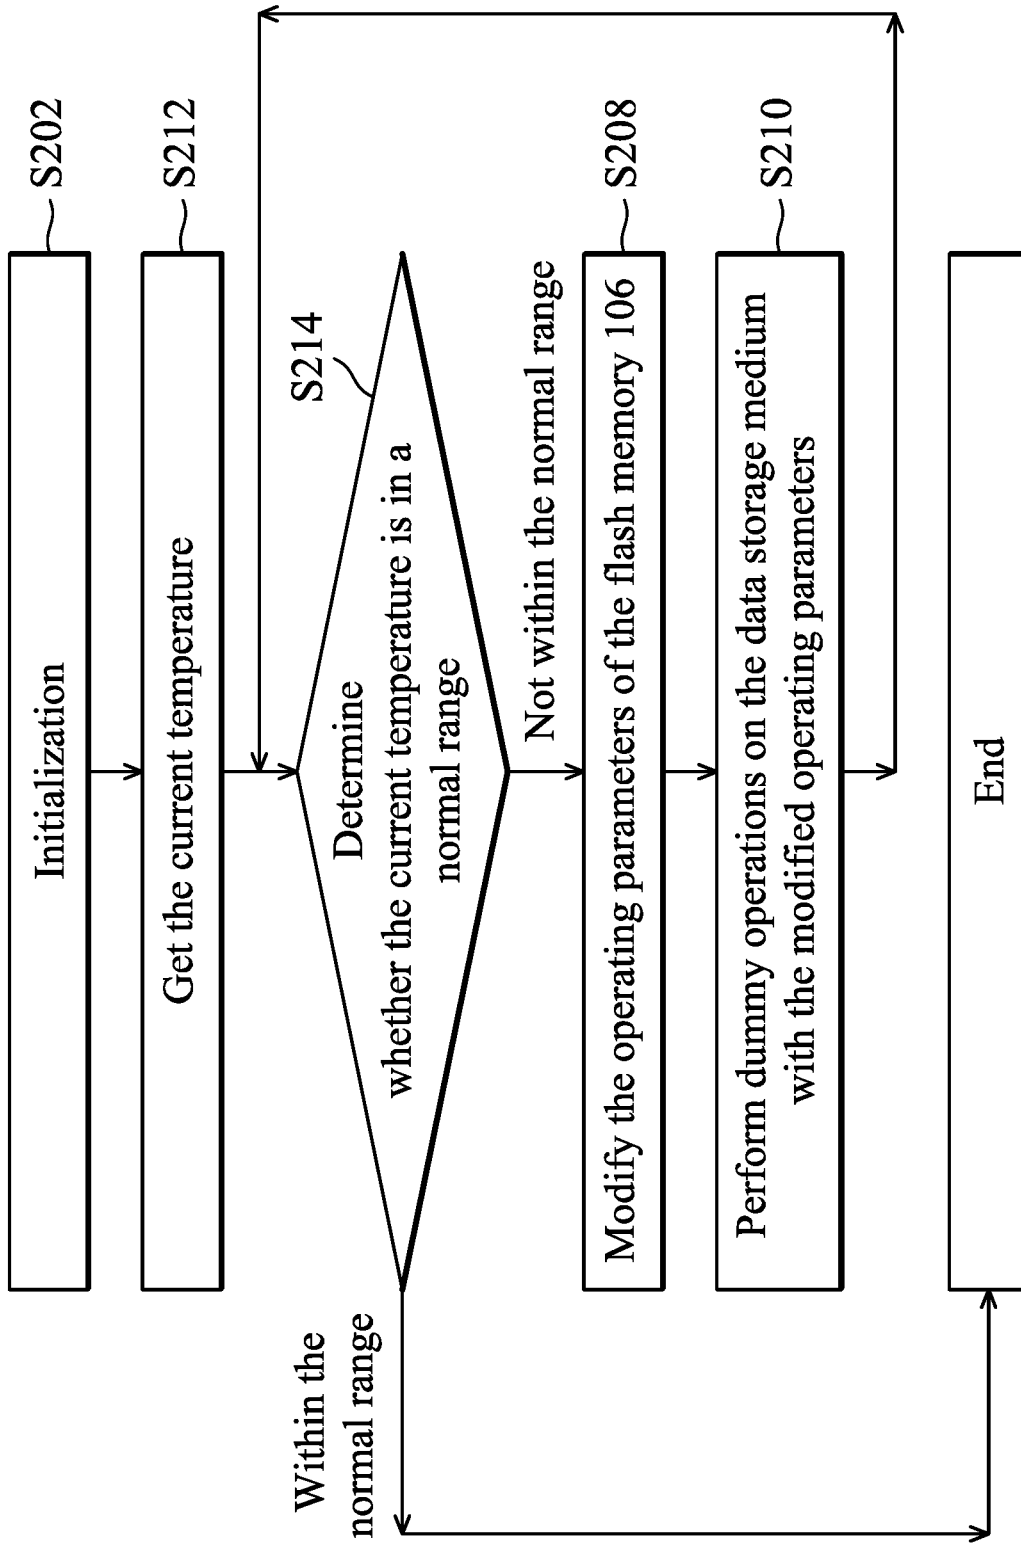 Initialization
S202
Get the current temperature
S212
Determine
whether the current temperature is in a
normal range
S214
Within the
normal range
Not within the normal range
Modify the operating parameters of the flash memory 106
S208
Perform dummy operations on the data storage medium
with the modified operating parameters
S210
End